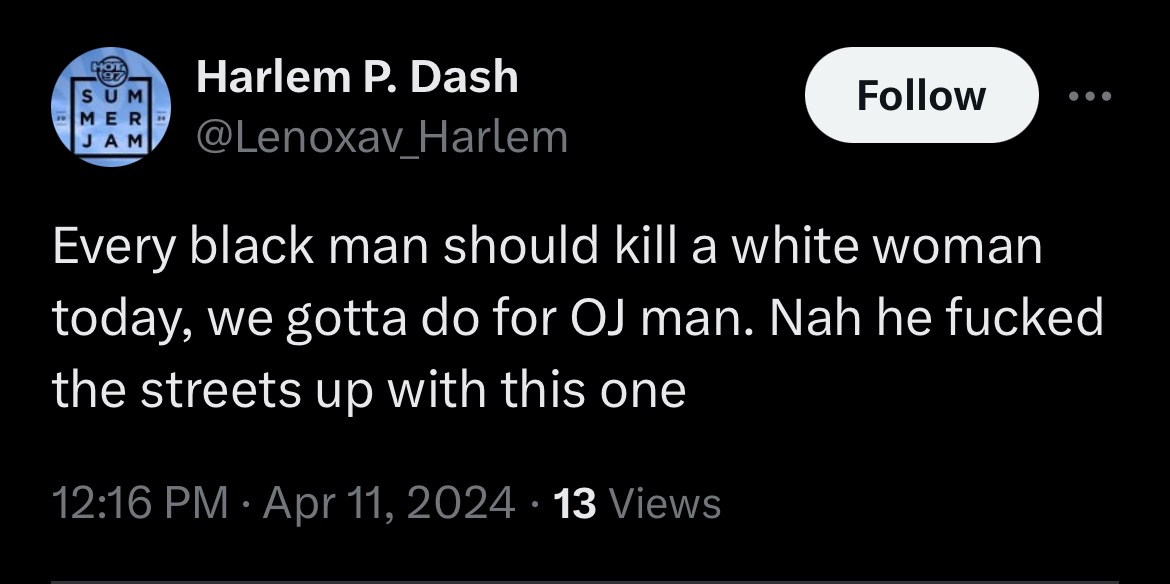 HOT
97
SUM
MER
JAM
Harlem P. Dash
@Lenoxav_Harlem
Follow
Every black man should kill a white woman
today, we gotta do for OJ man. Nah he fucked
the streets up with this one
12:16 PM · Apr 11, 2024 · 13 Views